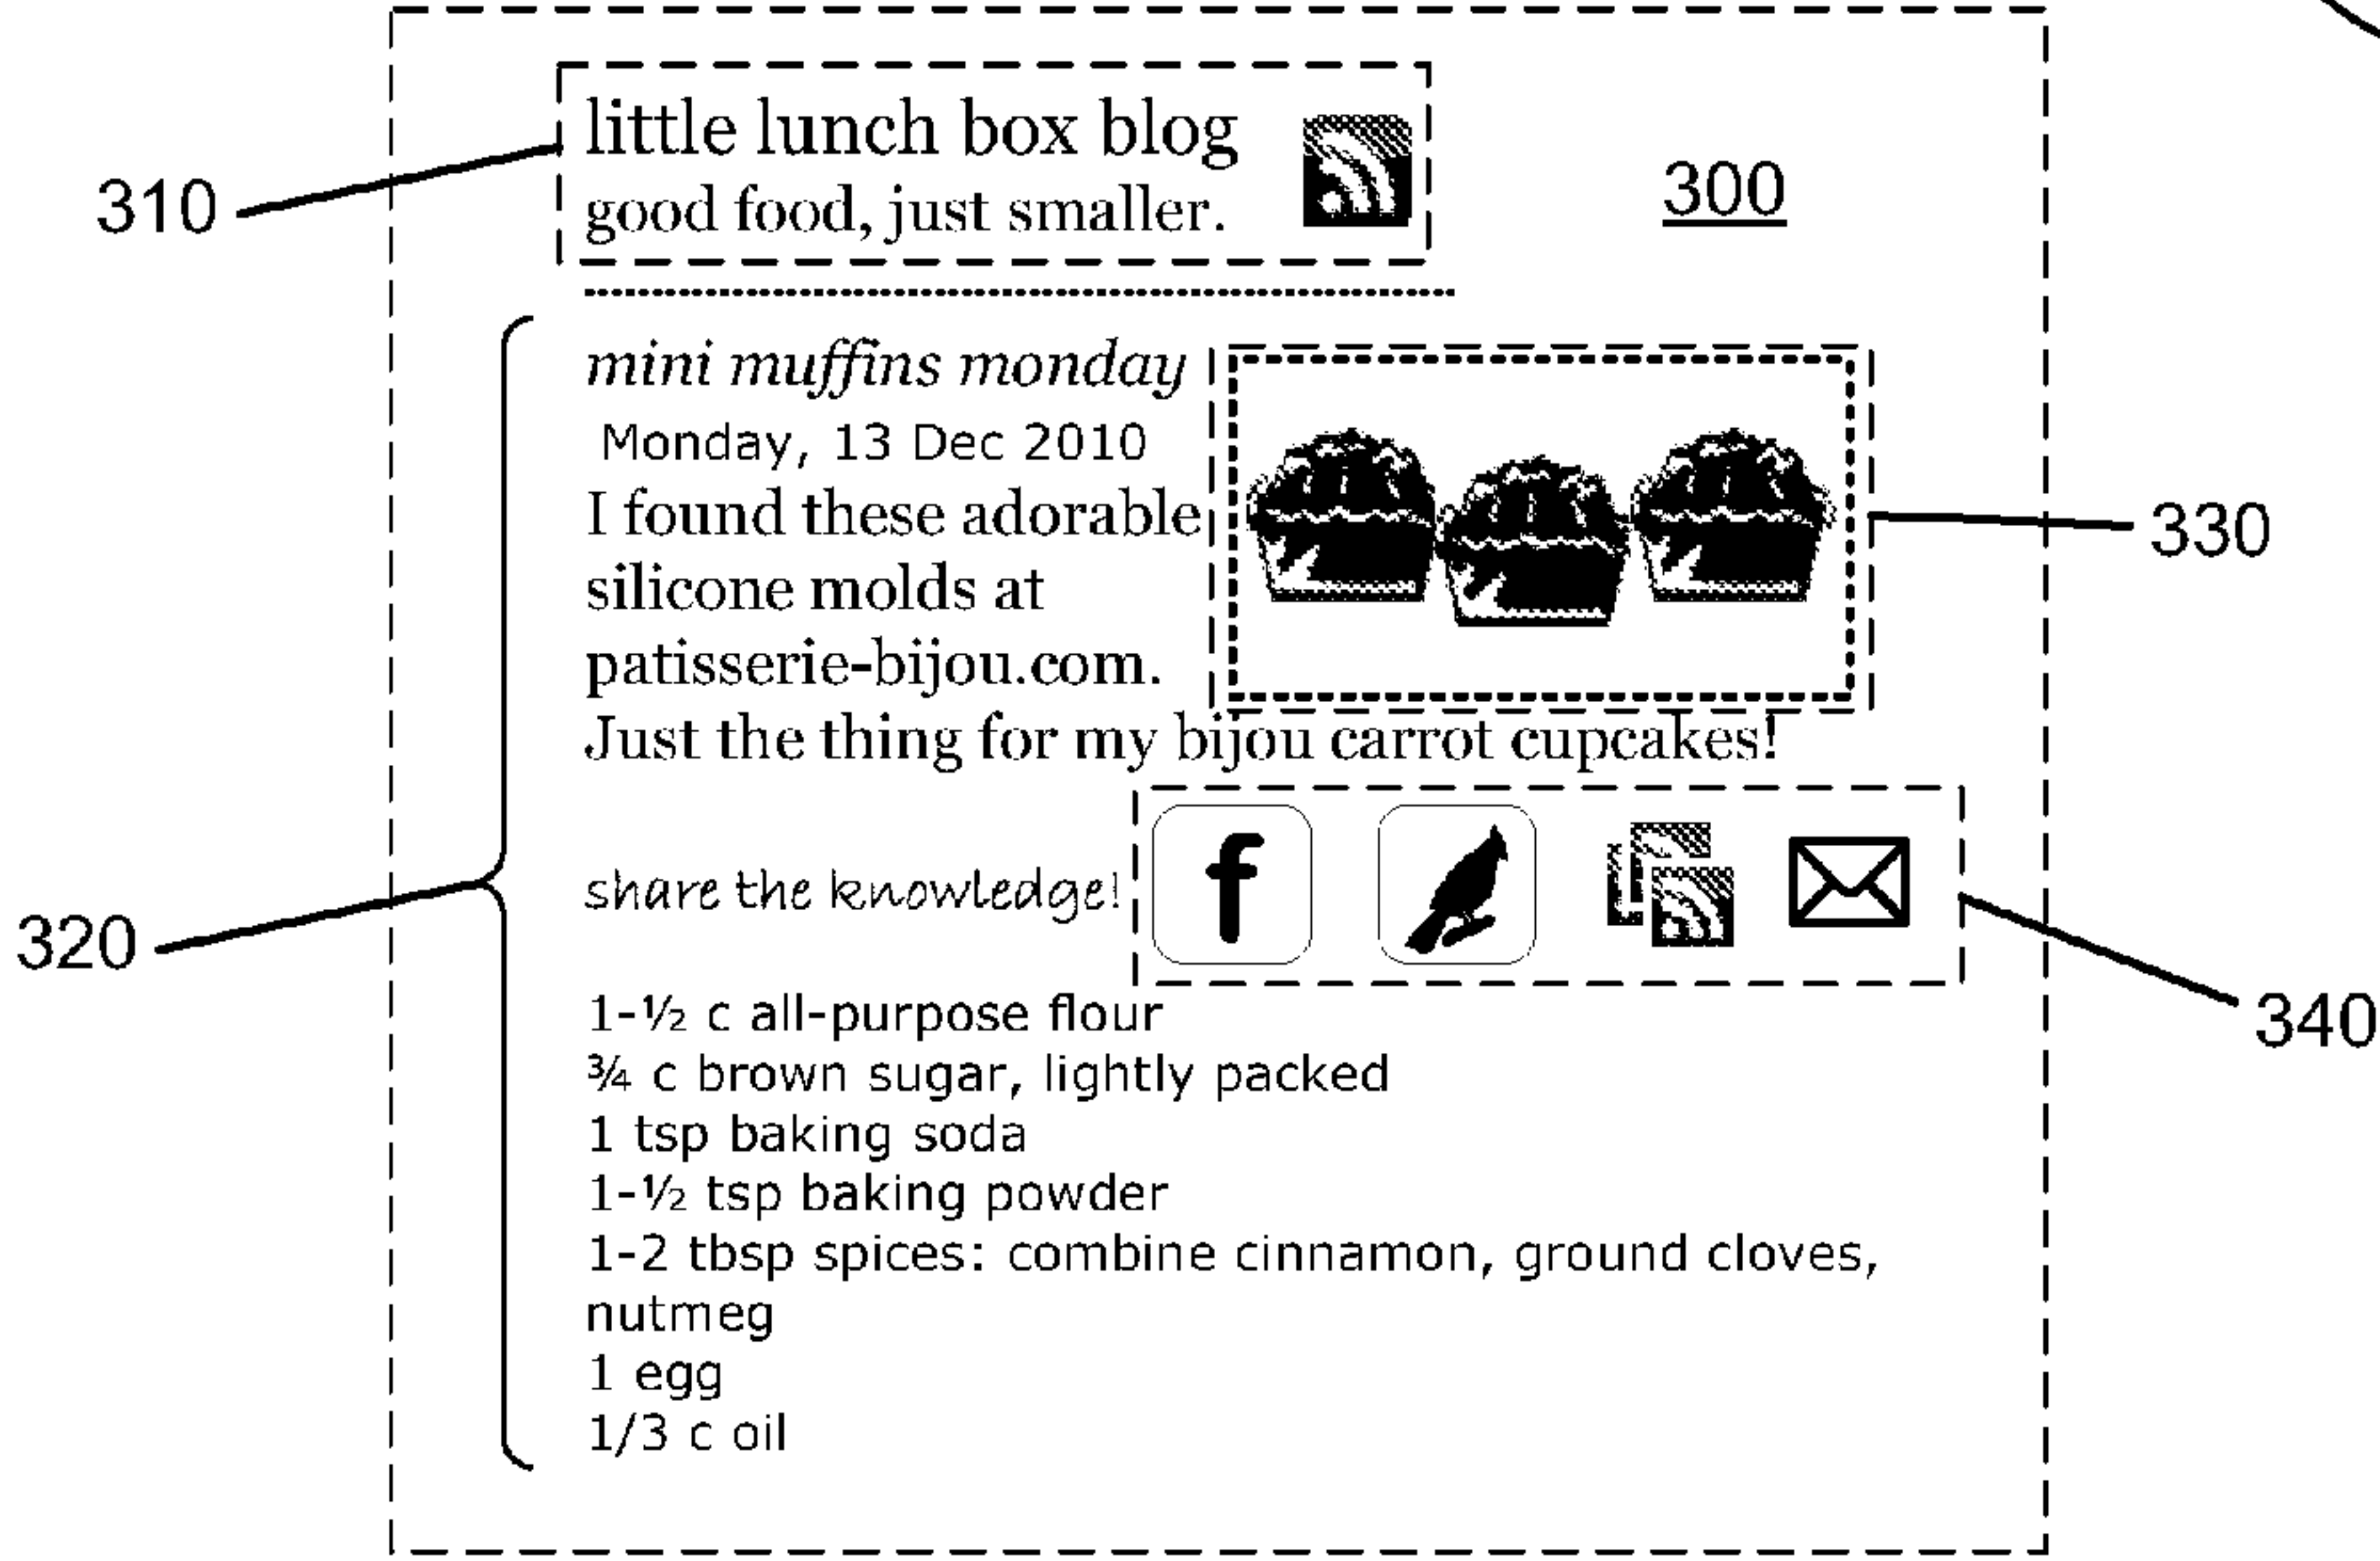 little lunch box blog
good food, just smaller.
310
300
mini muffins monday
Monday, 13 Dec 2010
I found these adorable
silicone molds at
patisserie-bijou.com.
Just the thing for my bijou carrot cupcakes!
330
share the knowledge!
f
320
340
1-½ c all-purpose flour
¾ c brown sugar, lightly packed
1 tsp baking soda
1-½ tsp baking powder
1-2 tbsp spices: combine cinnamon, ground cloves,
nutmeg
1 egg
1/3 c oil